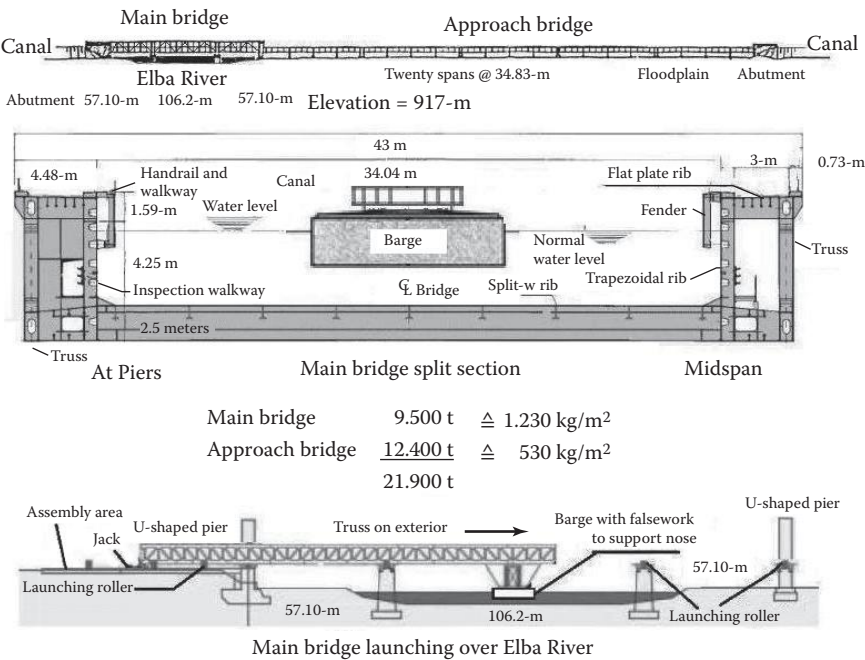 Main bridge
Approach bridge
Canal
Canal
Elba River
Twenty spans @ 34.83-m
Floodplain
Abutment
Abutment 57.10-m 106.2-m 57.10-m Elevation = 917-m
43 m
4.48-m
Handrail and
walkway
Canal
34.04 m
Flat plate rib
3-m
0.73-m
1.59-m
Water level
Fender
Barge
Normal
water level
Truss
4.25 m
Trapezoidal rib
Inspection walkway
℄ Bridge
Split-w rib
2.5 meters
Truss
At Piers
Main bridge split section
Midspan
Main bridge 9.500 t ≙ 1.230 kg/m²
Approach bridge 12.400 t ≙ 530 kg/m²
21.900 t
Assembly area
Jack
U-shaped pier
Truss on exterior
Barge with falsework
to support nose
U-shaped pier
57.10-m
Launching roller
57.10-m
106.2-m
Launching roller
Main bridge launching over Elba River